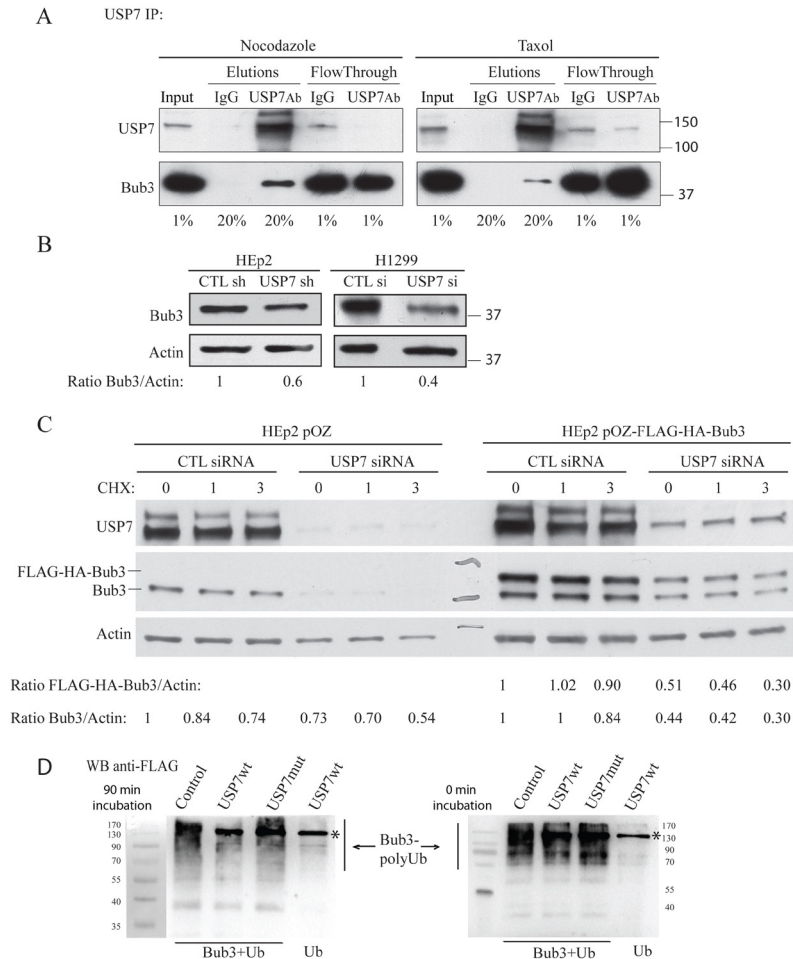 A
USP7 IP:
Nocodazole Taxol
Elutions FlowThrough Elutions FlowThrough
Input IgG USP7Ab IgG USP7Ab Input IgG USP7Ab IgG USP7Ab
USP7
150
100
Bub3
37
1% 20% 20% 1% 1% 1% 20% 20% 1% 1%
B
HEp2 H1299
CTL sh USP7 sh CTL si USP7 si
Bub3
37
Actin
37
Ratio Bub3/Actin: 1 0.6 1 0.4
C
HEp2 pOZ HEp2 pOZ-FLAG-HA-Bub3
CTL siRNA USP7 siRNA CTL siRNA USP7 siRNA
CHX: 0 1 3 0 1 3 0 1 3 0 1 3
USP7
FLAG-HA-Bub3
Bub3
Actin
Ratio FLAG-HA-Bub3/Actin: 1 1.02 0.90 0.51 0.46 0.30
Ratio Bub3/Actin: 1 0.84 0.74 0.73 0.70 0.54 1 1 0.84 0.44 0.42 0.30
D
WB anti-FLAG
90 min
incubation
Control USP7wt USP7mut USP7wt
170
130
90
70
55
40
35
*
Bub3+Ub Ub
Bub3-
polyUb
0 min
incubation
Control USP7wt USP7mut USP7wt
170
*130
90
70
55
40
Bub3+Ub Ub